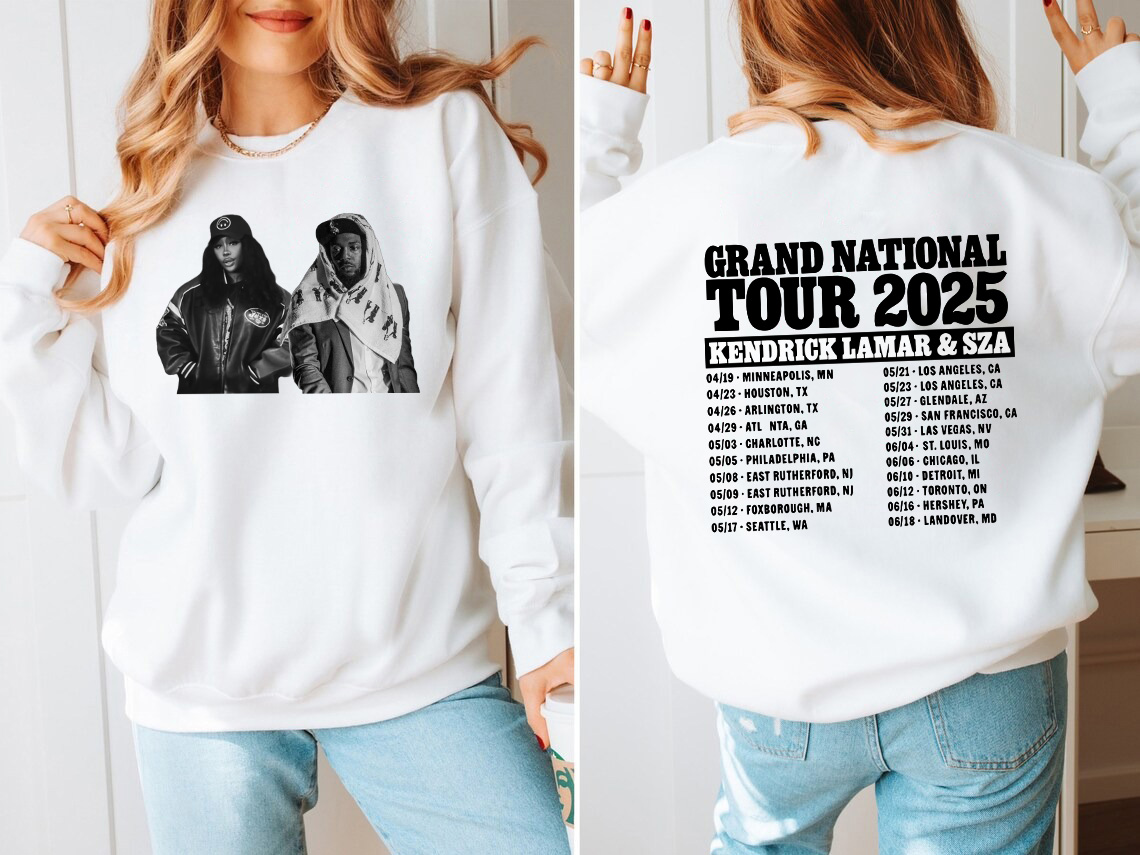 GRAND NATIONAL
TOUR 2025
KENDRICK LAMAR & SZA
04/19 · MINNEAPOLIS, MN
04/23 · HOUSTON, TX
04/26 · ARLINGTON, TX
04/29 · ATL NTA, GA
05/03 · CHARLOTTE, NC
05/05 · PHILADELPHIA, PA
05/08 · EAST RUTHERFORD, NJ
05/09 · EAST RUTHERFORD, NJ
05/12 · FOXBOROUGH, MA
05/17 · SEATTLE, WA
05/21 · LOS ANGELES, CA
05/23 · LOS ANGELES, CA
05/27 · GLENDALE, AZ
05/29 · SAN FRANCISCO, CA
05/31 · LAS VEGAS, NV
06/04 · ST. LOUIS, MO
06/06 · CHICAGO, IL
06/10 · DETROIT, MI
06/12 · TORONTO, ON
06/16 · HERSHEY, PA
06/18 · LANDOVER, MD